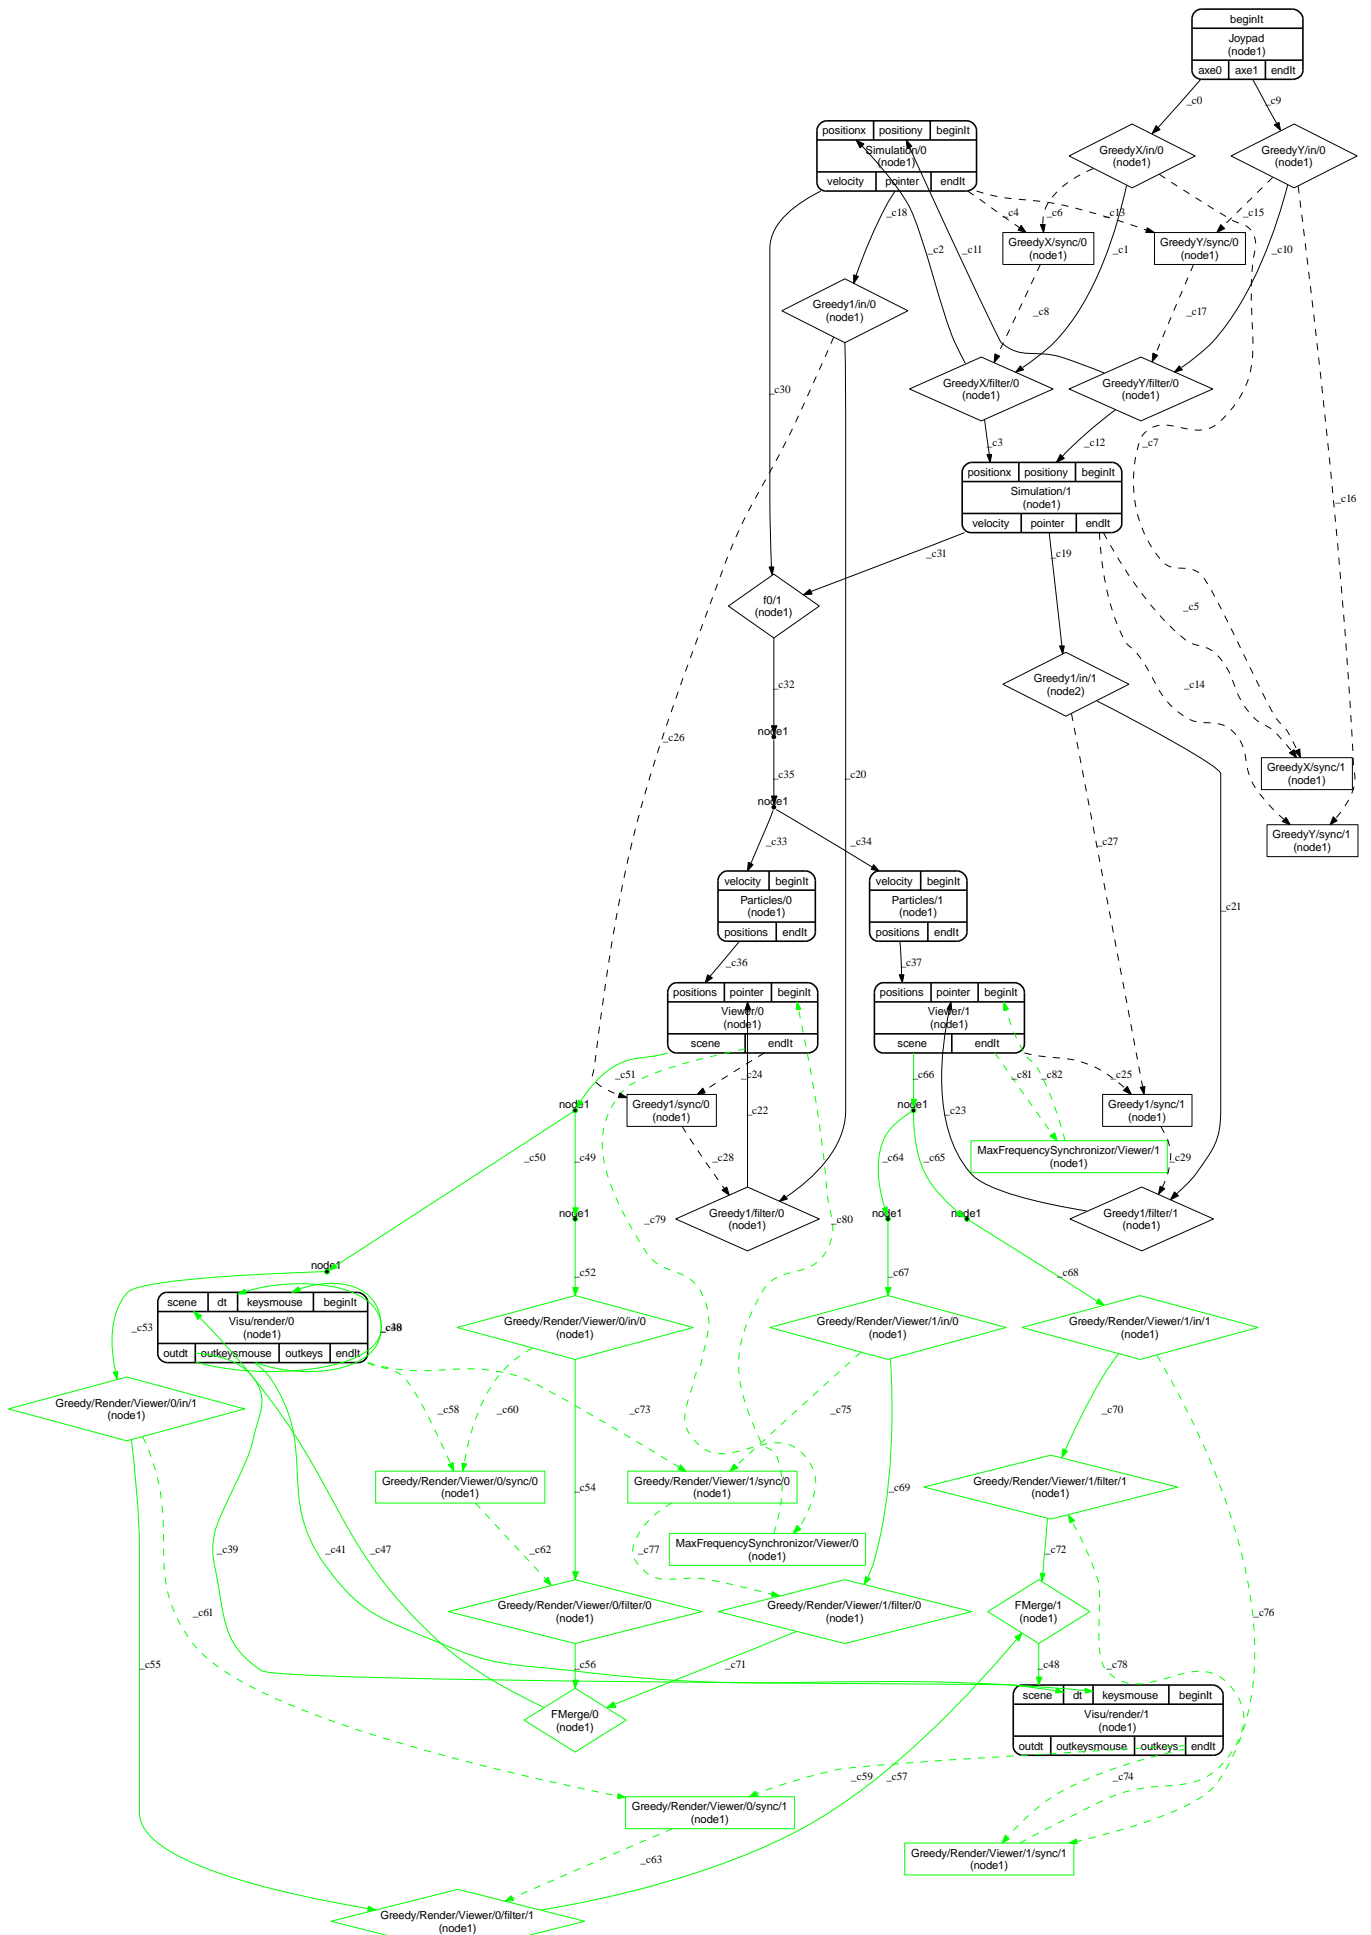 beginIt
Joypad
(node1)
axe0 axe1 endIt
_c0
_c9
positionx positiony beginIt
Simulation/0
(node1)
velocity pointer endIt
GreedyX/in/0
(node1)
GreedyY/in/0
(node1)
_c18
_c4
_c6
_c13
_c15
GreedyX/sync/0
(node1)
GreedyY/sync/0
(node1)
_c2
_c11
_c1
_c10
Greedy1/in/0
(node1)
_c8
_c17
_c30
GreedyX/filter/0
(node1)
GreedyY/filter/0
(node1)
_c3
_c12
_c7
positionx positiony beginIt
Simulation/1
(node1)
velocity pointer endIt
_c16
_c31
_c19
f0/1
(node1)
_c5
Greedy1/in/1
(node2)
_c14
_c32
node1
_c26
_c20
_c35
node1
GreedyX/sync/1
(node1)
GreedyY/sync/1
(node1)
_c33
_c34
_c27
velocity beginIt
Particles/0
(node1)
positions endIt
velocity beginIt
Particles/1
(node1)
positions endIt
_c21
_c36
_c37
positions pointer beginIt
Viewer/0
(node1)
scene endIt
positions pointer beginIt
Viewer/1
(node1)
scene endIt
_c51
_c24
_c66
_c81
_c82
_c25
node1
Greedy1/sync/0
(node1)
node1
Greedy1/sync/1
(node1)
_c22
_c23
_c50
_c49
_c28
_c64
_c65
MaxFrequencySynchronizor/Viewer/1
(node1)
_c29
node1
Greedy1/filter/0
(node1)
_c79
_c80
node1
node1
Greedy1/filter/1
(node1)
node1
_c52
_c67
_c68
scene dt keysmouse beginIt
Visu/render/0
(node1)
outdt outkeysmouse outkeys endIt
_c53
Greedy/Render/Viewer/0/in/0
(node1)
Greedy/Render/Viewer/1/in/0
(node1)
Greedy/Render/Viewer/1/in/1
(node1)
Greedy/Render/Viewer/0/in/1
(node1)
_c58
_c60
_c73
_c75
_c70
Greedy/Render/Viewer/0/sync/0
(node1)
_c54
Greedy/Render/Viewer/1/sync/0
(node1)
_c69
Greedy/Render/Viewer/1/filter/1
(node1)
_c39
_c41
_c47
_c62
_c77
MaxFrequencySynchronizor/Viewer/0
(node1)
_c72
_c61
Greedy/Render/Viewer/0/filter/0
(node1)
Greedy/Render/Viewer/1/filter/0
(node1)
FMerge/1
(node1)
_c76
_c55
_c56
_c71
_c48
_c78
FMerge/0
(node1)
scene dt keysmouse beginIt
Visu/render/1
(node1)
outdt outkeysmouse outkeys endIt
_c59
_c57
_c74
Greedy/Render/Viewer/0/sync/1
(node1)
Greedy/Render/Viewer/1/sync/1
(node1)
_c63
Greedy/Render/Viewer/0/filter/1
(node1)